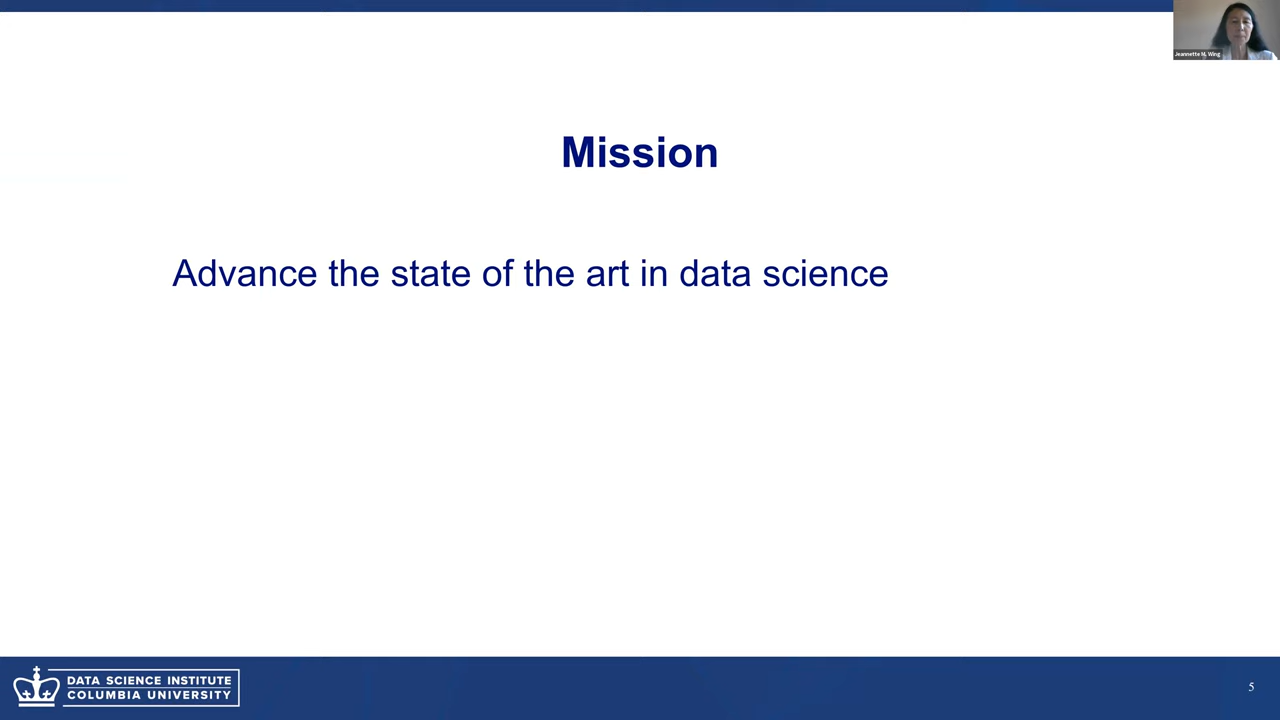 Jeannette M. Wing
Mission
Advance the state of the art in data science
DATA SCIENCE INSTITUTE
COLUMBIA UNIVERSITY
5